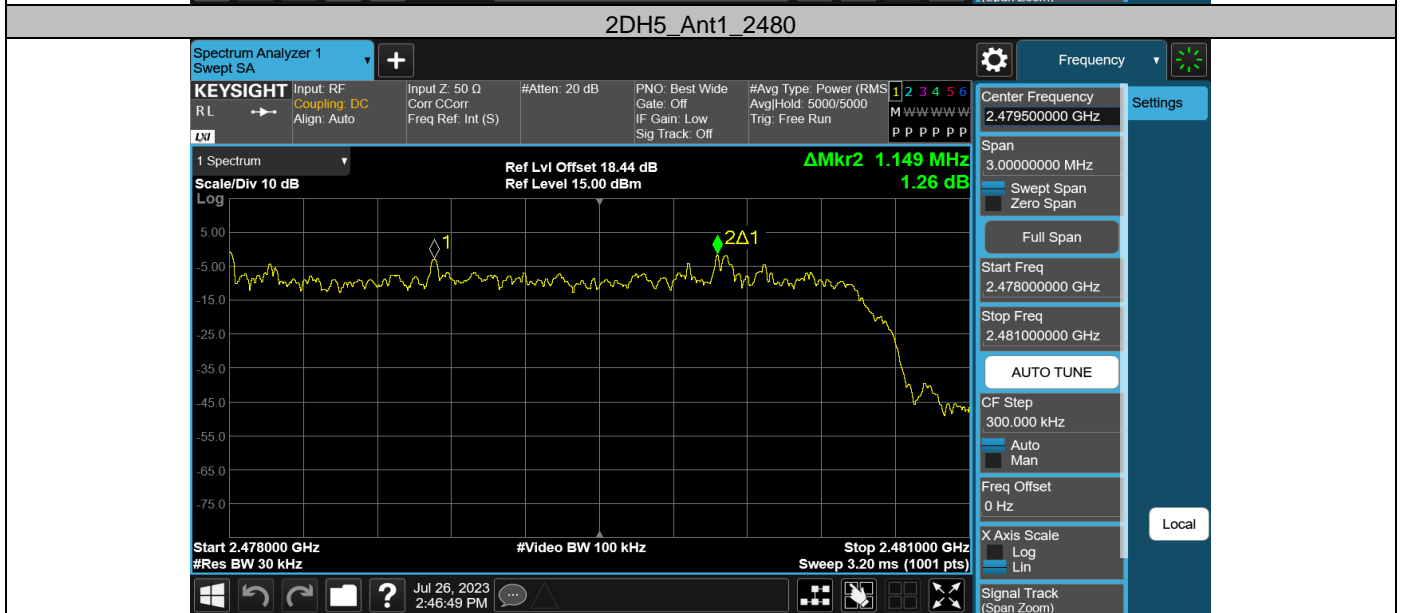 (Span Zoom)
2DH5_Ant1_2480
Spectrum Analyzer 1
Swept SA
+
Frequency
KEYSIGHT
RL
LXI
Input: RF
Coupling: DC
Align: Auto
Input Z: 50 Ω
Corr CCorr
Freq Ref: Int (S)
#Atten: 20 dB
PNO: Best Wide
Gate: Off
IF Gain: Low
Sig Track: Off
#Avg Type: Power (RMS
Avg|Hold: 5000/5000
Trig: Free Run
1 2 3 4 5 6
M W W W W W
P P P P P P
1 Spectrum
Scale/Div 10 dB
Log
Ref Lvl Offset 18.44 dB
Ref Level 15.00 dBm
ΔMkr2 1.149 MHz
1.26 dB
5.00
-5.00
-15.0
-25.0
-35.0
-45.0
-55.0
-65.0
-75.0
1
2Δ1
Start 2.478000 GHz
#Res BW 30 kHz
#Video BW 100 kHz
Stop 2.481000 GHz
Sweep 3.20 ms (1001 pts)
?
Jul 26, 2023
2:46:49 PM
Center Frequency
2.479500000 GHz
Span
3.00000000 MHz
Swept Span
Zero Span
Full Span
Start Freq
2.478000000 GHz
Stop Freq
2.481000000 GHz
AUTO TUNE
CF Step
300.000 kHz
Auto
Man
Freq Offset
0 Hz
X Axis Scale
Log
Lin
Signal Track
(Span Zoom)
Settings
Local